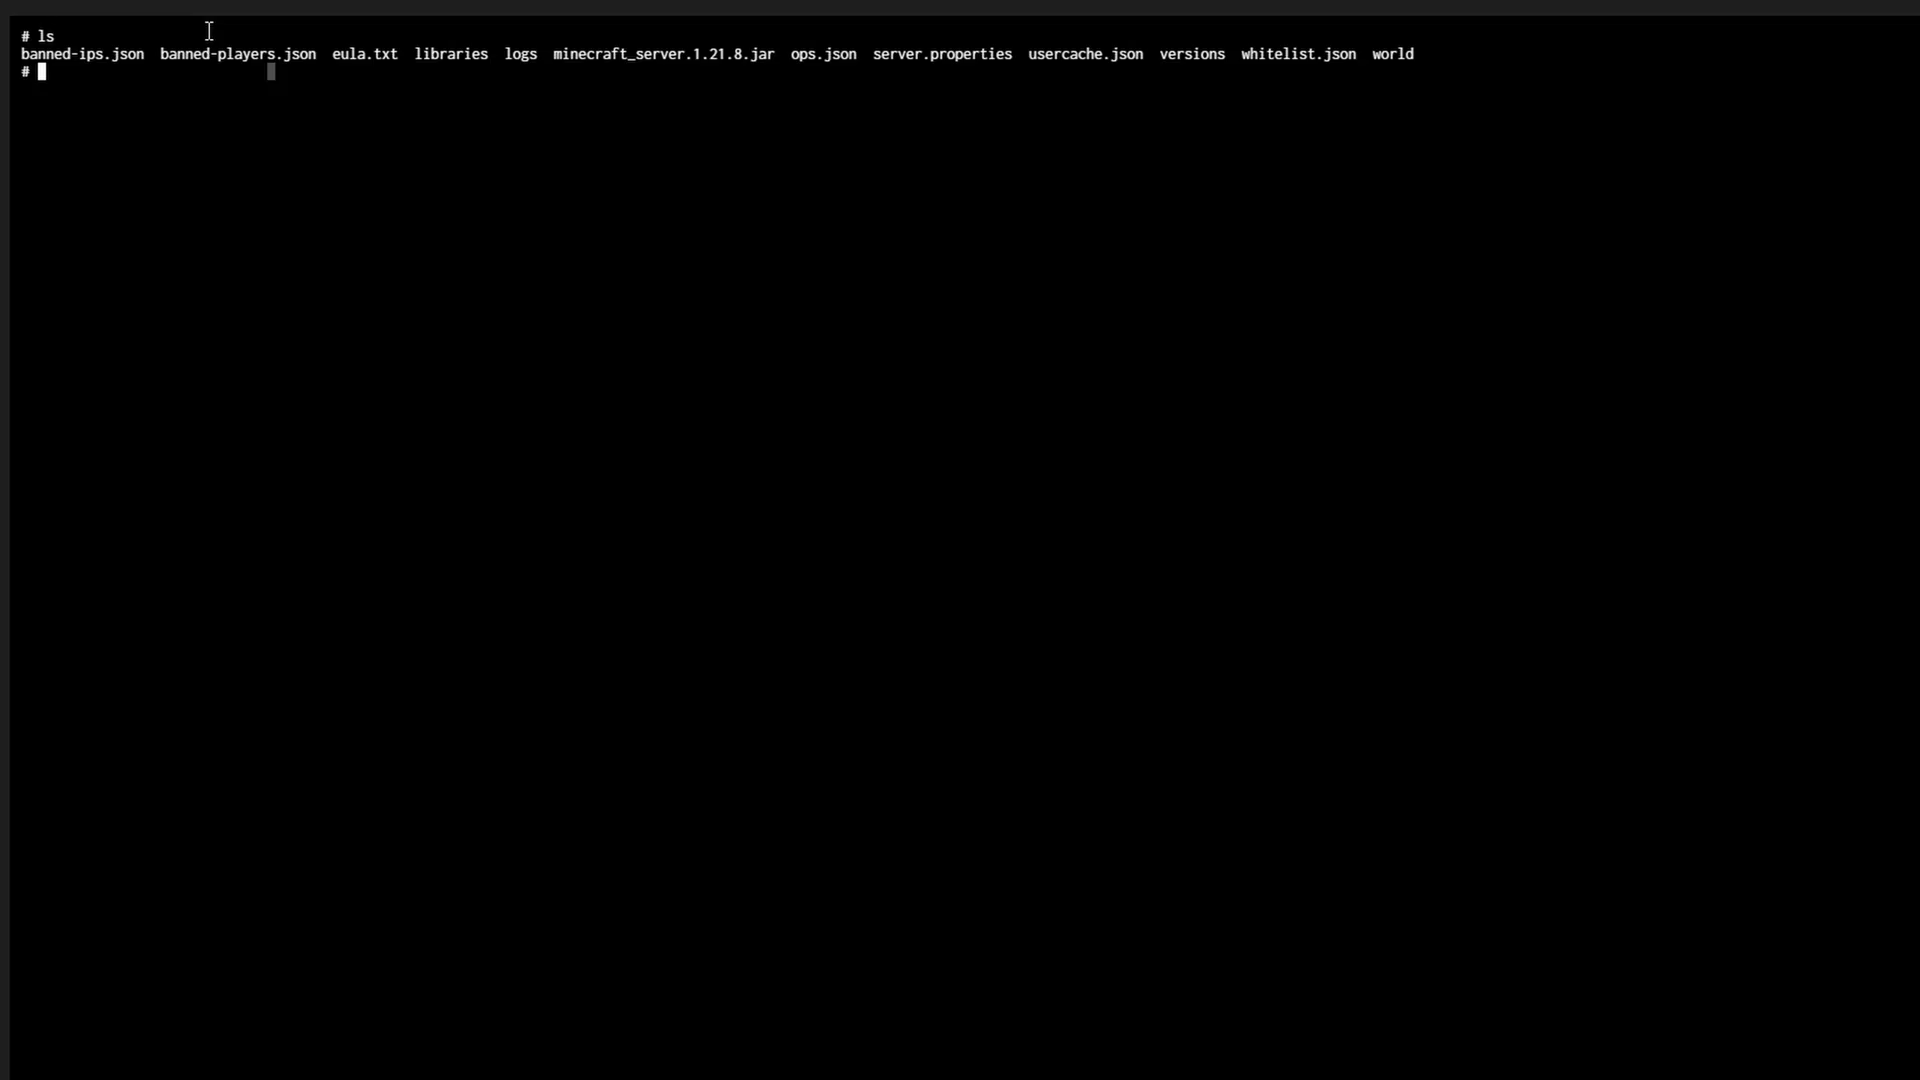 # ls
banned-ips.json  banned-players.json  eula.txt  libraries  logs  minecraft_server.1.21.8.jar  ops.json  server.properties  usercache.json  versions  whitelist.json  world
#